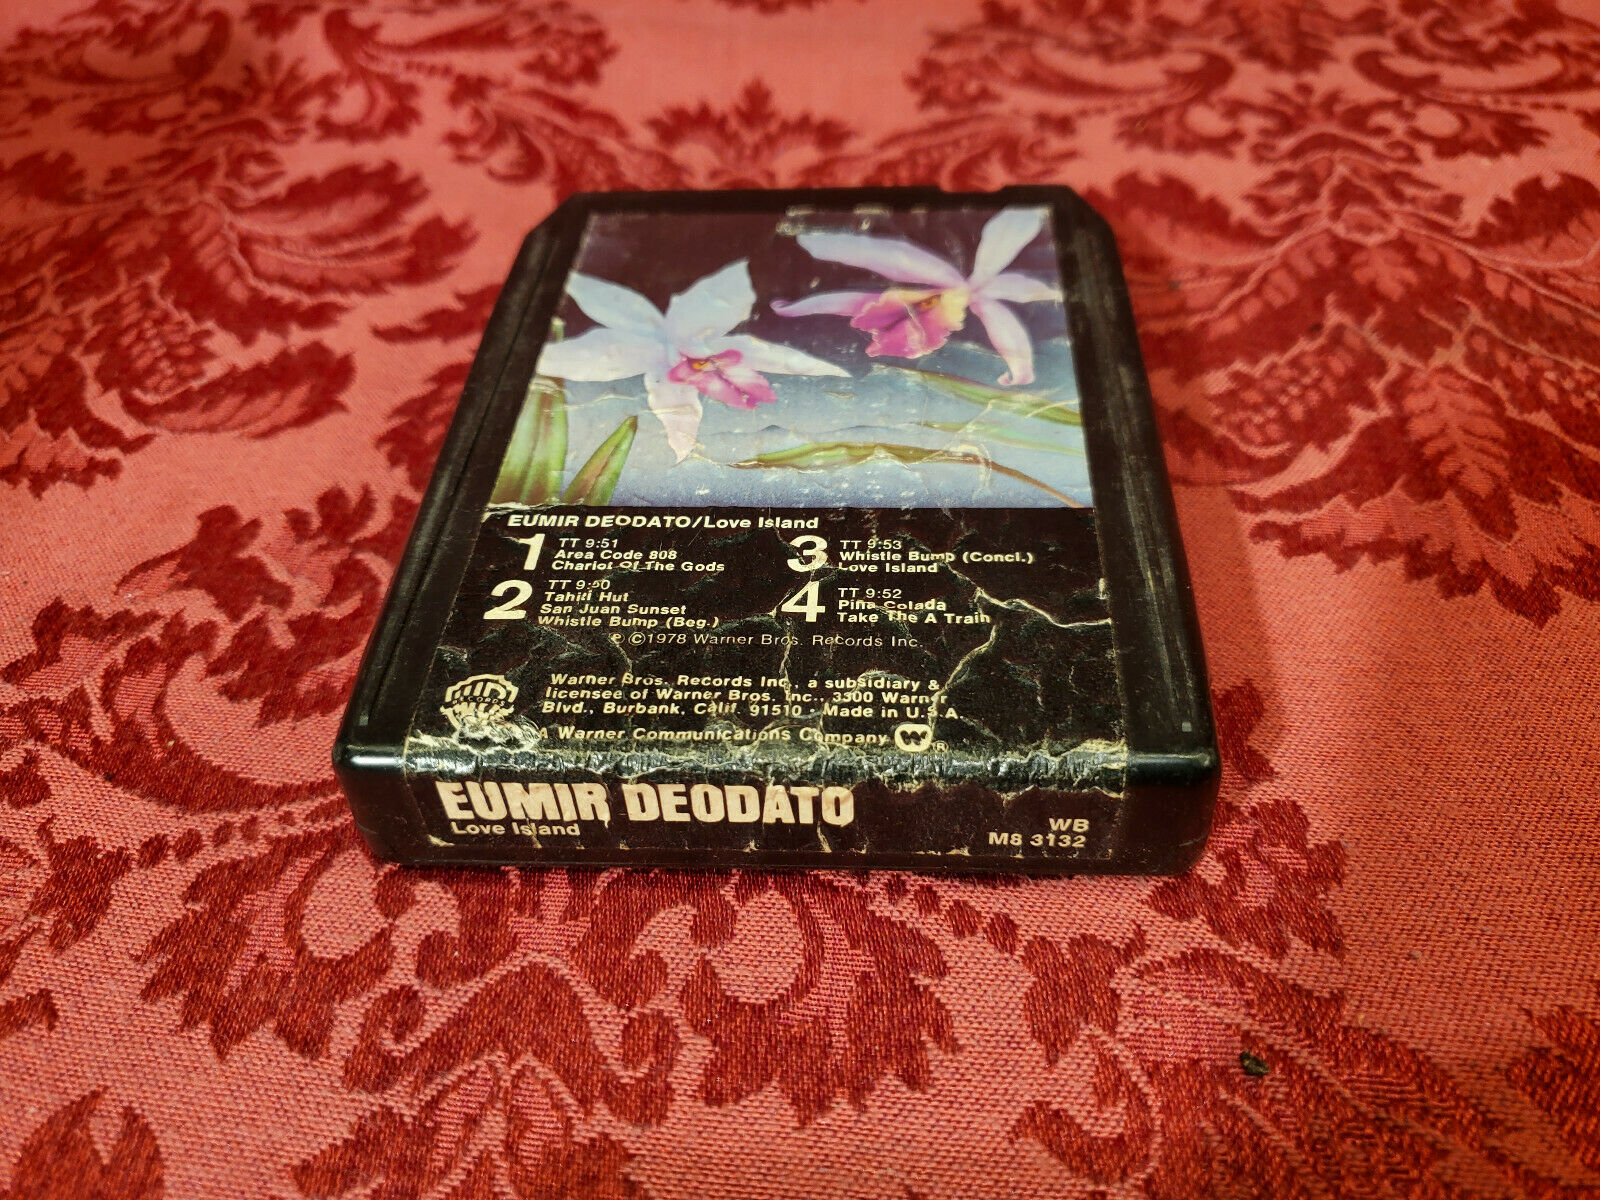 EUMIR DEODATO/Love Island
1 TT 9:51
Area Code 808
Chariot Of The Gods
2 TT 9:50
Tahiti Hut
San Juan Sunset
Whistle Bump (Beg.)
3 TT 9:53
Whistle Bump (Concl.)
Love Island
4 TT 9:52
Piña Colada
Take The A Train
℗ ©1978 Warner Bros. Records Inc.
Warner Bros. Records Inc., a subsidiary &
licensee of Warner Bros. Inc., 3300 Warner
Blvd., Burbank, Calif. 91510 · Made in U.S.A.
A Warner Communications Company ®
EUMIR DEODATO
Love Island
WB
M8 3132